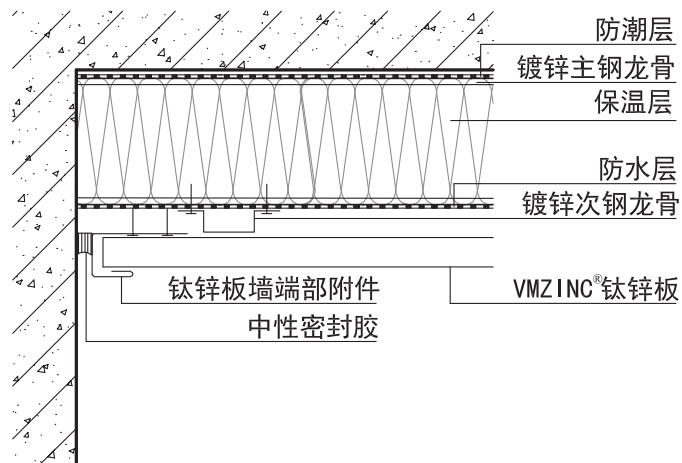 防潮层
镀锌主钢龙骨
保温层
防水层
镀锌次钢龙骨
钛锌板墙端部附件
VMZINC®钛锌板
中性密封胶